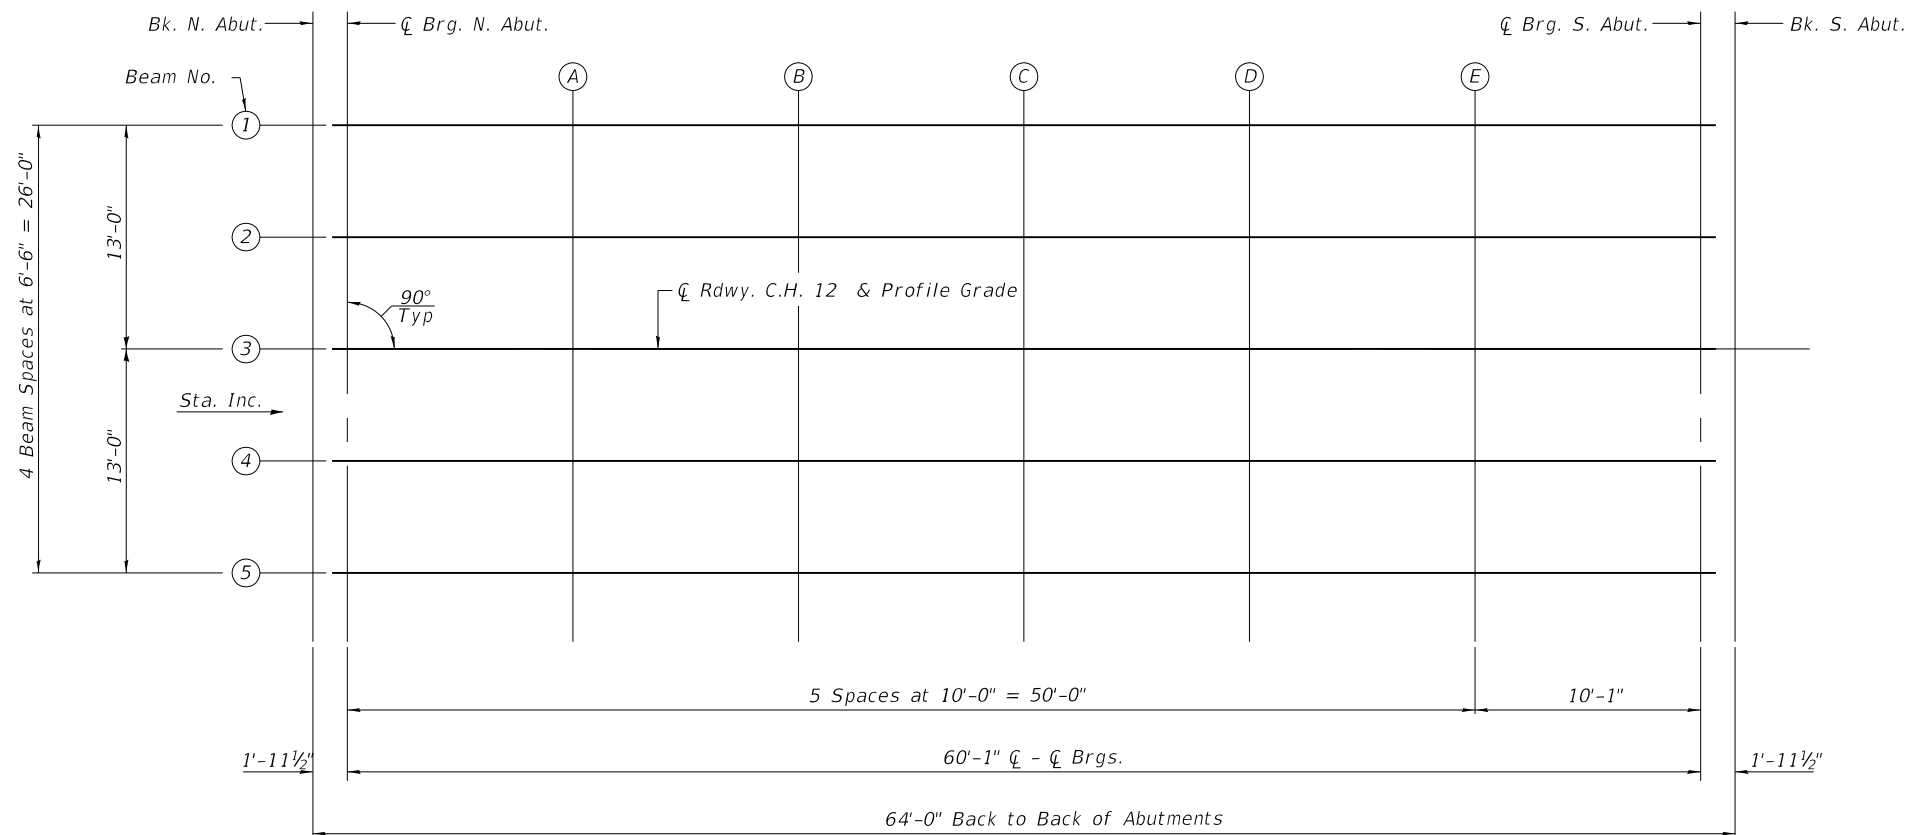 Bk. N. Abut.
℄ Brg. N. Abut.
℄ Brg. S. Abut.
Bk. S. Abut.
Beam No.
A
B
C
D
E
1
2
3
4
5
4 Beam Spaces at 6'-6" = 26'-0"
13'-0"
13'-0"
90°
Typ
℄ Rdwy. C.H. 12 & Profile Grade
Sta. Inc.
5 Spaces at 10'-0" = 50'-0"
10'-1"
1'-11½"
60'-1" ℄ - ℄ Brgs.
1'-11½"
64'-0" Back to Back of Abutments